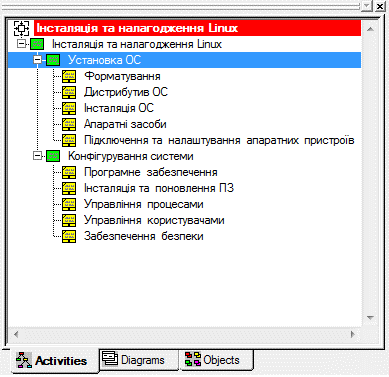 Інсталяція та налагодження Linux
Інсталяція та налагодження Linux
Установка ОС
Форматування
Дистрибутив ОС
Інсталяція ОС
Апаратні засоби
Підключення та налаштування апаратних пристроїв
Конфігурування системи
Програмне забезпечення
Інсталяція та поновлення ПЗ
Управління процесами
Управління користувачами
Забезпечення безпеки
Activities Diagrams Objects